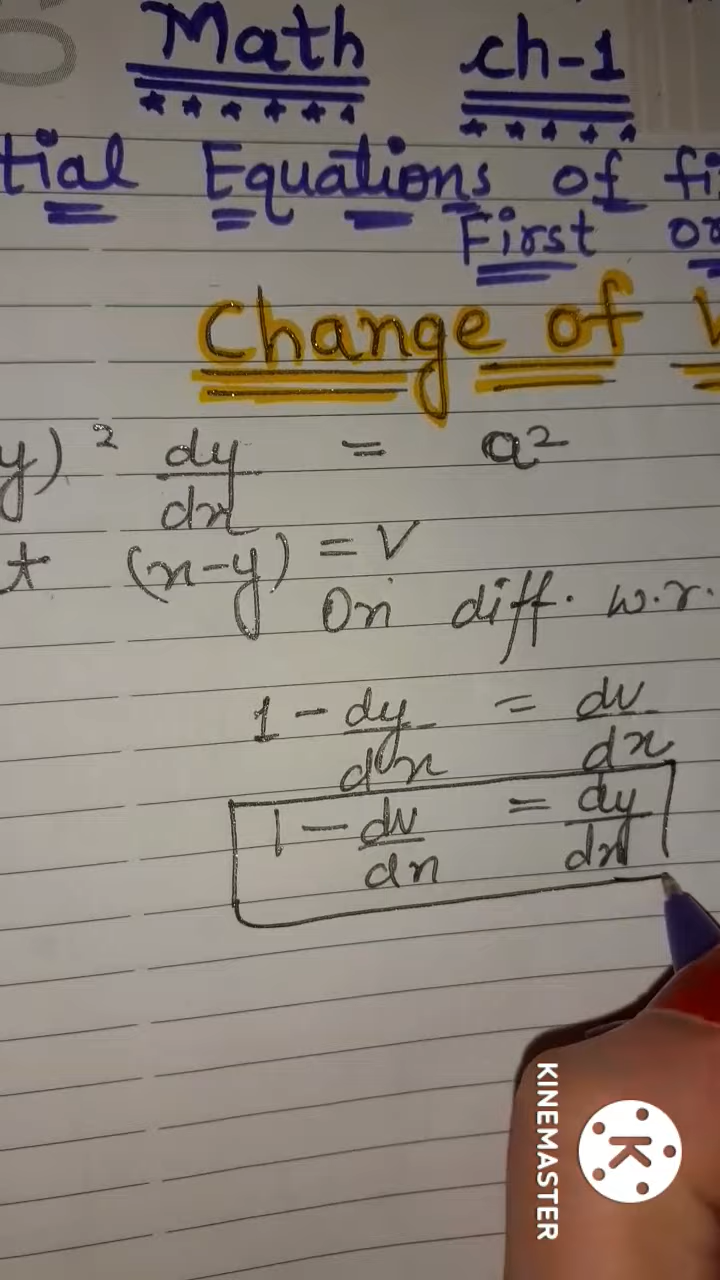 Math ch-1
tial Equations of fi
First or
Change of V
y)² dy/dx = a²
t (x-y) = v
On diff. w.r.
1 - dy/dx = dv/dx
1 - dv/dx = dy/dx
KINEMASTER